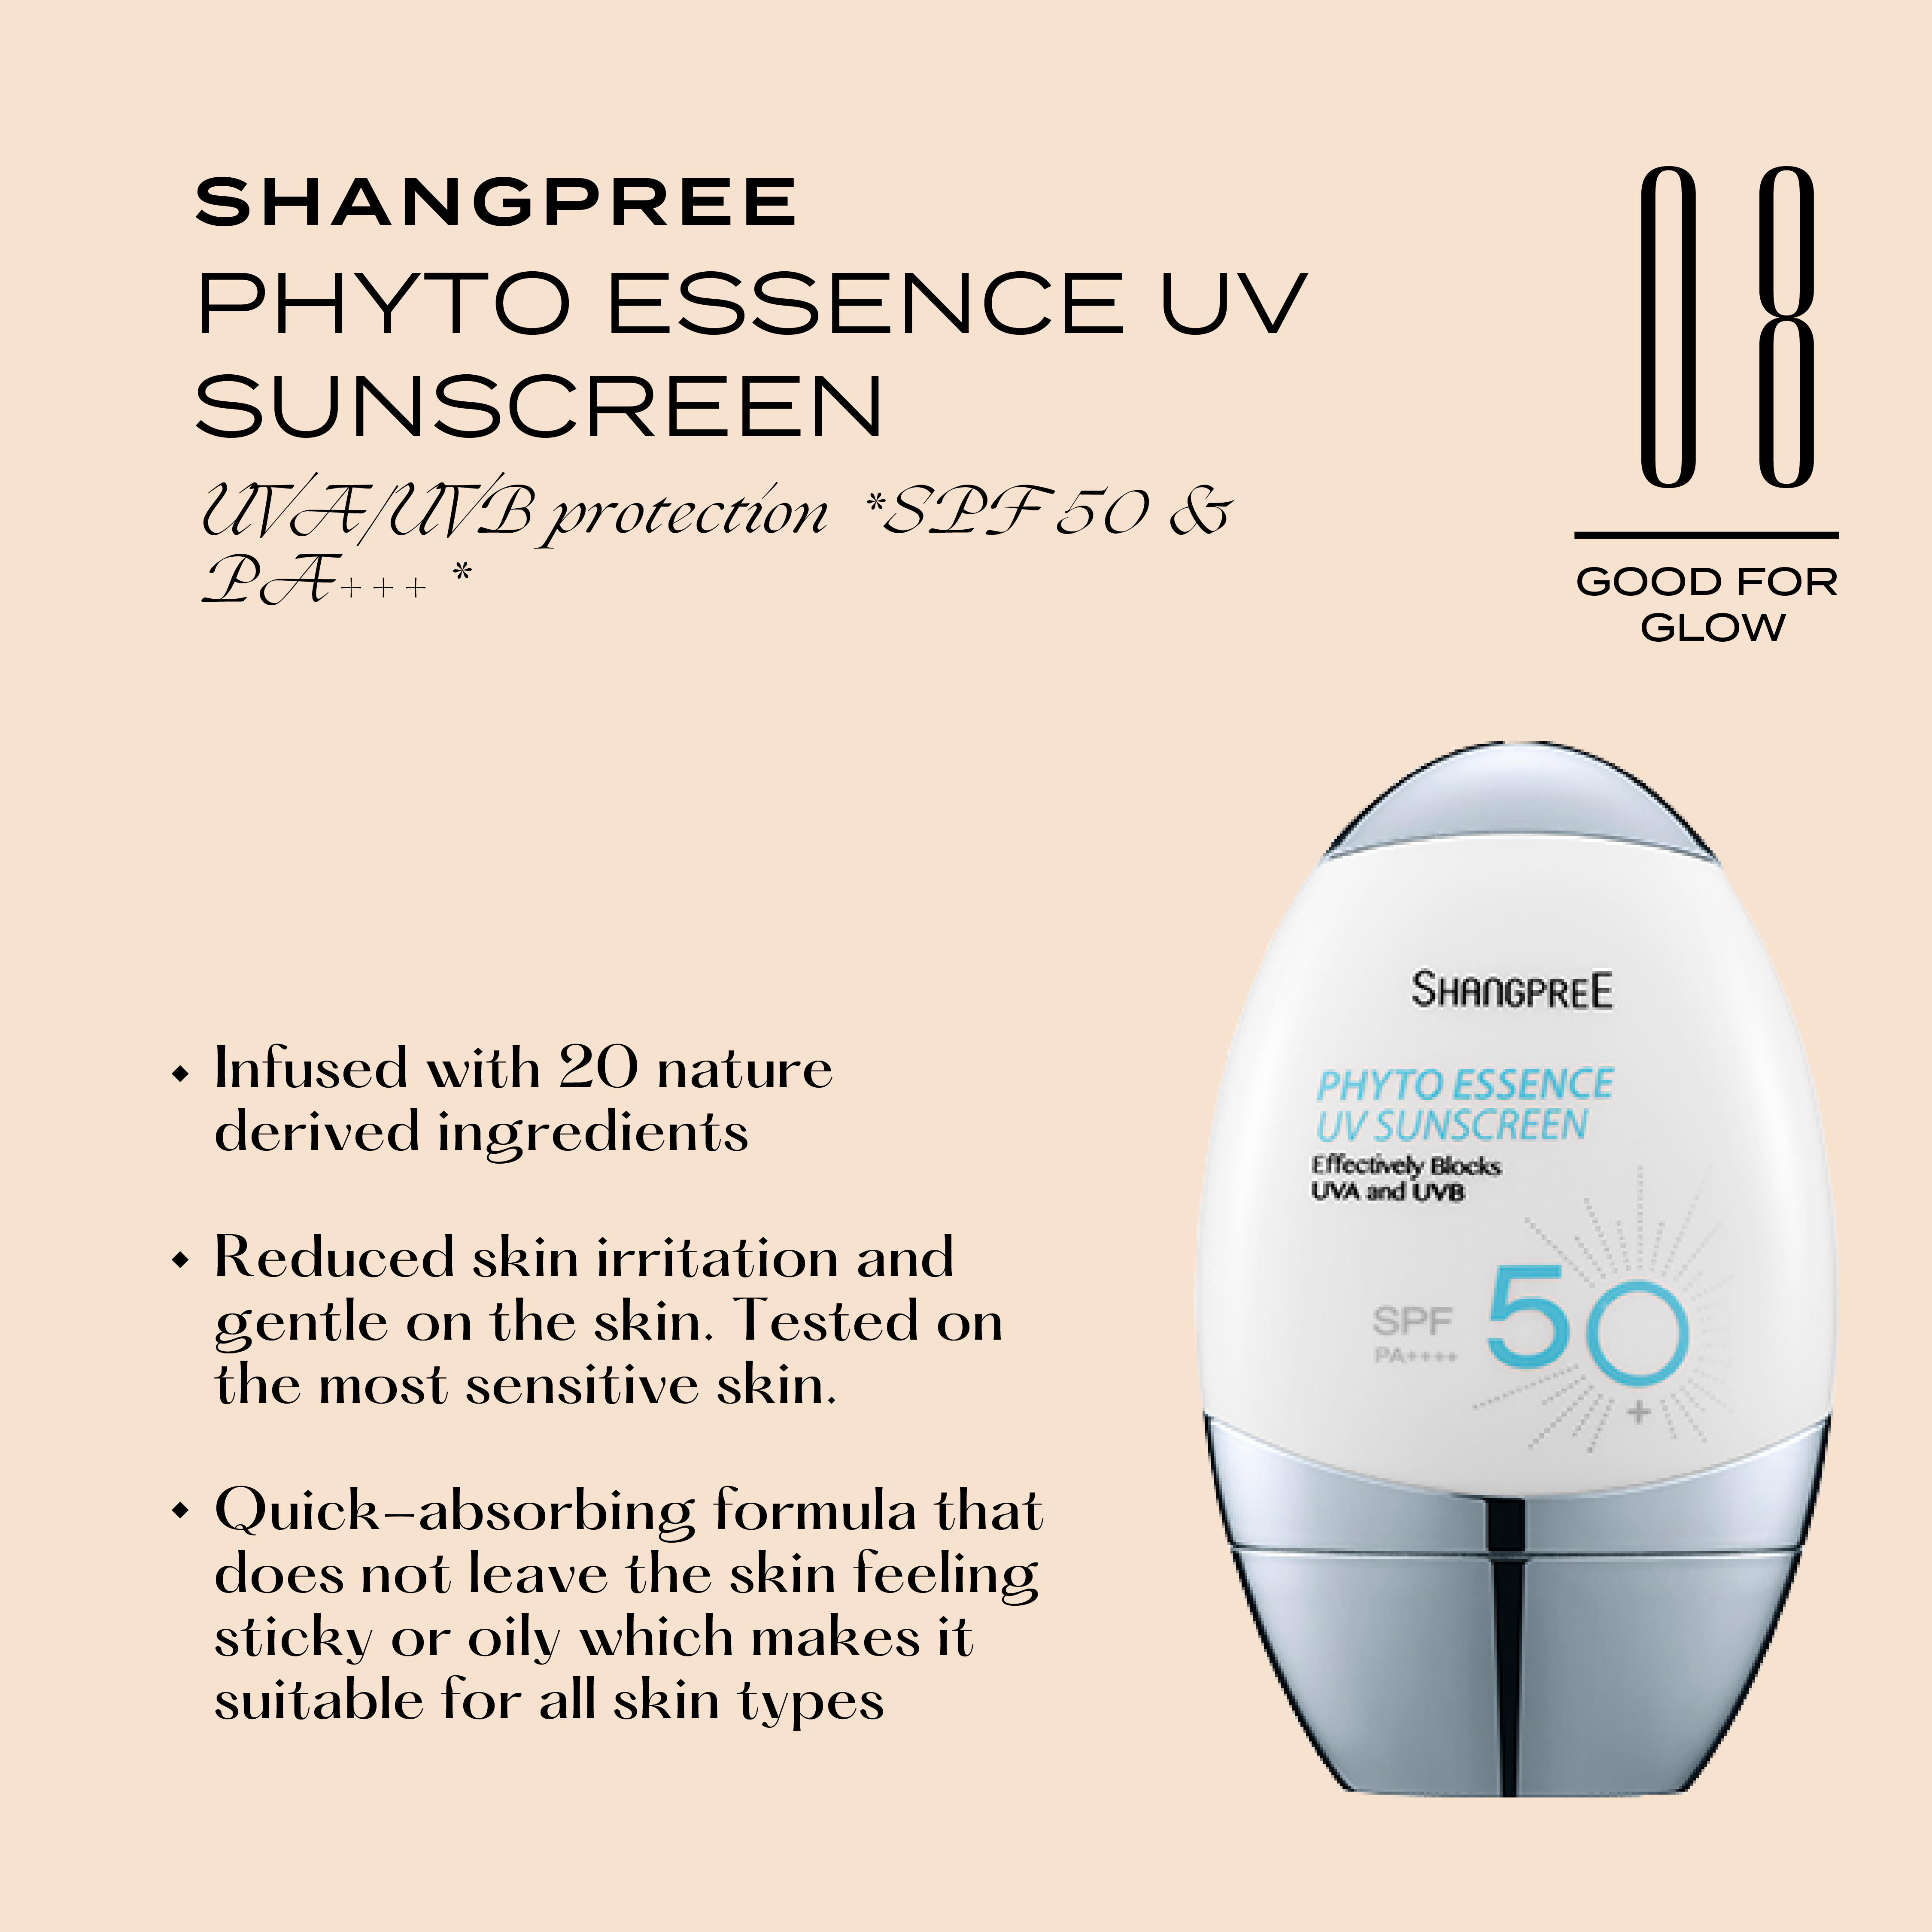 SHANGPREE
PHYTO ESSENCE UV
SUNSCREEN
UVA/UVB protection *SPF 50 &
PA+++ *
08
GOOD FOR
GLOW
◆ Infused with 20 nature
derived ingredients
◆ Reduced skin irritation and
gentle on the skin. Tested on
the most sensitive skin.
◆ Quick-absorbing formula that
does not leave the skin feeling
sticky or oily which makes it
suitable for all skin types
SHANGPREE
PHYTO ESSENCE
UV SUNSCREEN
Effectively Blocks
UVA and UVB
SPF 50
PA++++
+